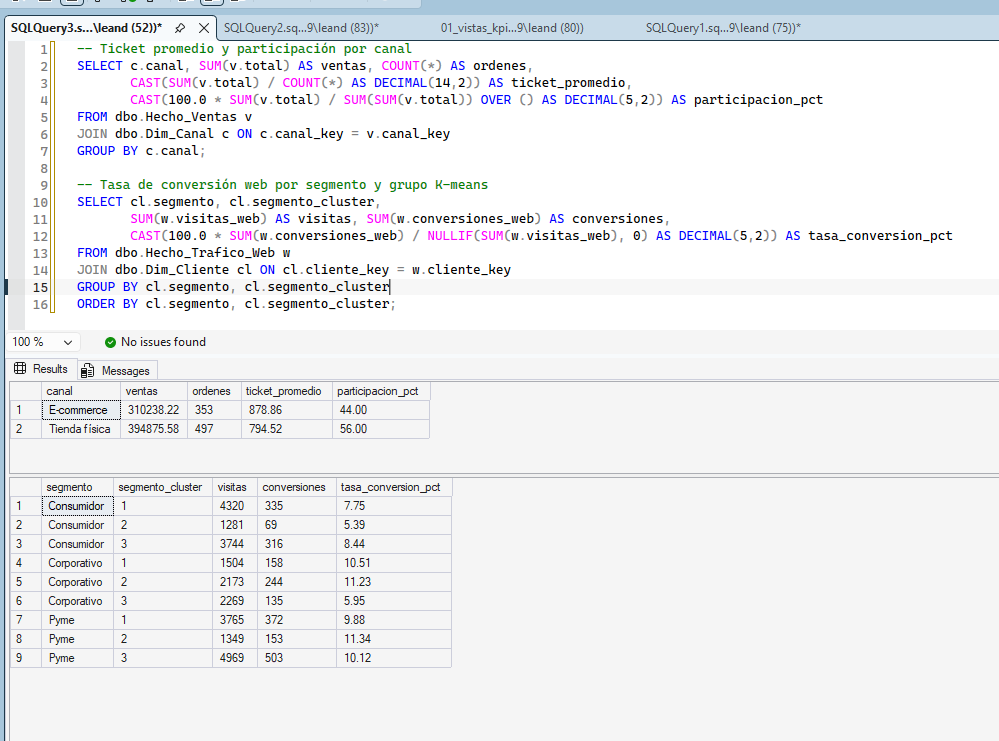 SQLQuery3.s...\leand (52))* SQLQuery2.sq...9\leand (83))* 01_vistas_kpi...9\leand (80)) SQLQuery1.sq...9\leand (75))*
1 -- Ticket promedio y participación por canal
2 SELECT c.canal, SUM(v.total) AS ventas, COUNT(*) AS ordenes,
3 CAST(SUM(v.total) / COUNT(*) AS DECIMAL(14,2)) AS ticket_promedio,
4 CAST(100.0 * SUM(v.total) / SUM(SUM(v.total)) OVER () AS DECIMAL(5,2)) AS participacion_pct
5 FROM dbo.Hecho_Ventas v
6 JOIN dbo.Dim_Canal c ON c.canal_key = v.canal_key
7 GROUP BY c.canal;
8
9 -- Tasa de conversión web por segmento y grupo K-means
10 SELECT cl.segmento, cl.segmento_cluster,
11 SUM(w.visitas_web) AS visitas, SUM(w.conversiones_web) AS conversiones,
12 CAST(100.0 * SUM(w.conversiones_web) / NULLIF(SUM(w.visitas_web), 0) AS DECIMAL(5,2)) AS tasa_conversion_pct
13 FROM dbo.Hecho_Trafico_Web w
14 JOIN dbo.Dim_Cliente cl ON cl.cliente_key = w.cliente_key
15 GROUP BY cl.segmento, cl.segmento_cluster
16 ORDER BY cl.segmento, cl.segmento_cluster;
100 % No issues found
Results Messages
canal ventas ordenes ticket_promedio participacion_pct
1 E-commerce 310238.22 353 878.86 44.00
2 Tienda física 394875.58 497 794.52 56.00
segmento segmento_cluster visitas conversiones tasa_conversion_pct
1 Consumidor 1 4320 335 7.75
2 Consumidor 2 1281 69 5.39
3 Consumidor 3 3744 316 8.44
4 Corporativo 1 1504 158 10.51
5 Corporativo 2 2173 244 11.23
6 Corporativo 3 2269 135 5.95
7 Pyme 1 3765 372 9.88
8 Pyme 2 1349 153 11.34
9 Pyme 3 4969 503 10.12